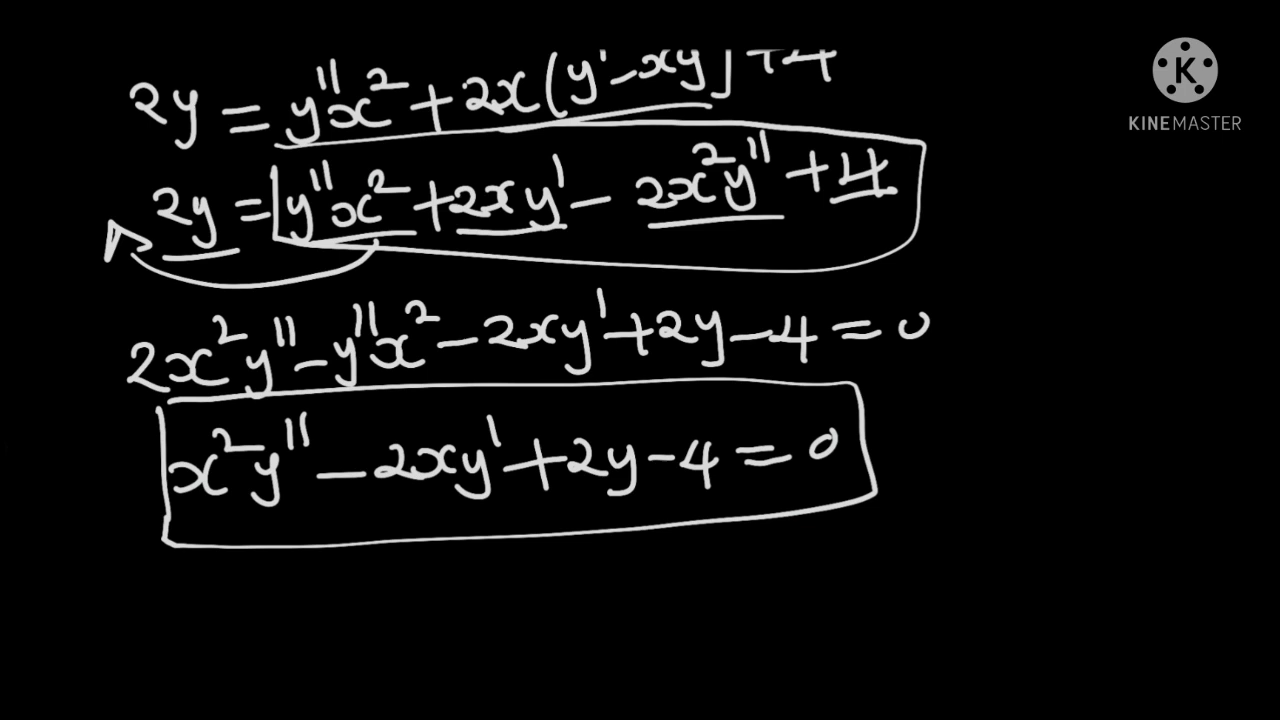 2y = y''x² + 2x(y' - xy) + 4
K
KINEMASTER
2y = y''x² + 2xy' - 2x²y'' + 4
2x²y'' - y''x² - 2xy' + 2y - 4 = 0
x²y'' - 2xy' + 2y - 4 = 0